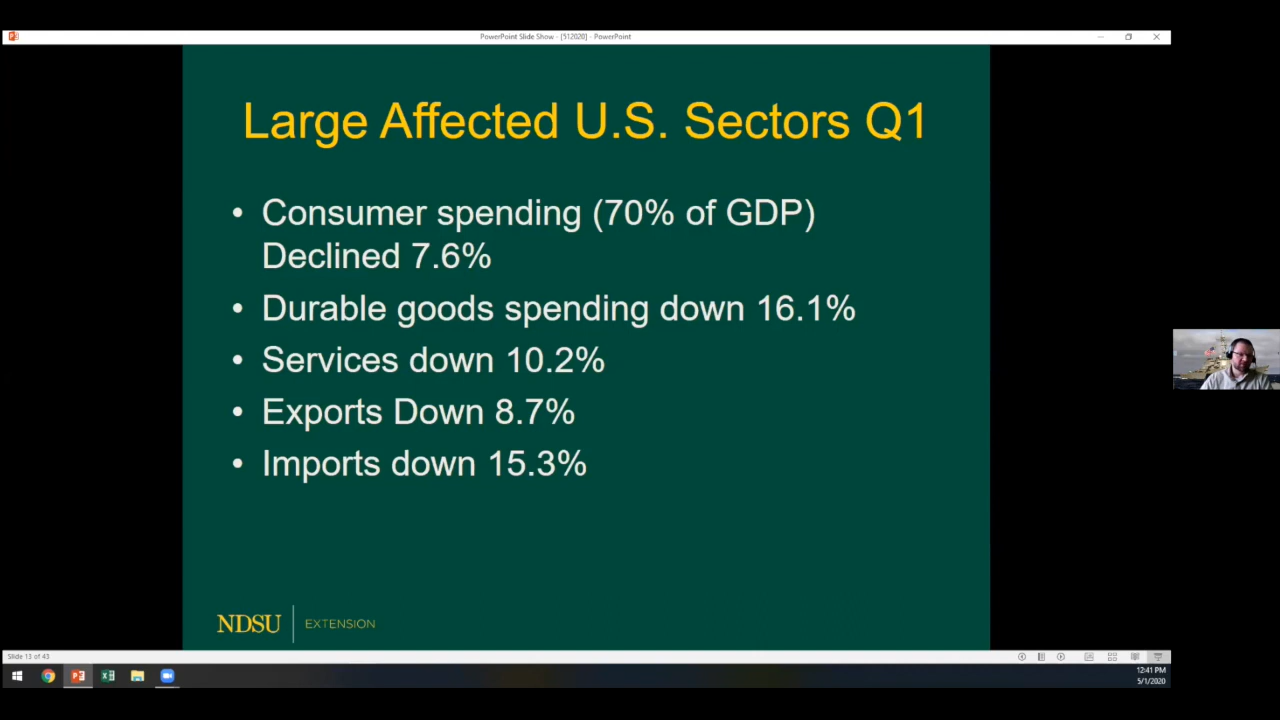 PowerPoint Slide Show - [512020] - PowerPoint
Large Affected U.S. Sectors Q1
• Consumer spending (70% of GDP)
Declined 7.6%
• Durable goods spending down 16.1%
• Services down 10.2%
• Exports Down 8.7%
• Imports down 15.3%
NDSU EXTENSION
Slide 13 of 43
12:41 PM
5/1/2020